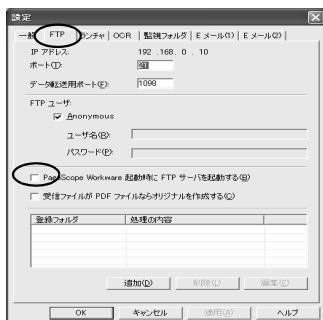 設定
一般 FTP ランチャ OCR 監視フォルダ Eメール(1) Eメール(2)
IP アドレス: 192 .168. 0 . 10
ポート(T): 21
データ転送用ポート(E): 1098
FTP ユーザ:
Anonymous
ユーザ名(R):
パスワード(P):
PageScope Workware 起動時に FTP サーバを起動する(B)
受信ファイルが PDF ファイルならオリジナルを作成する(C)
登録フォルダ 処理の内容
追加(D) 削除(L) 編集(E)
OK キャンセル 適用(A) ヘルプ